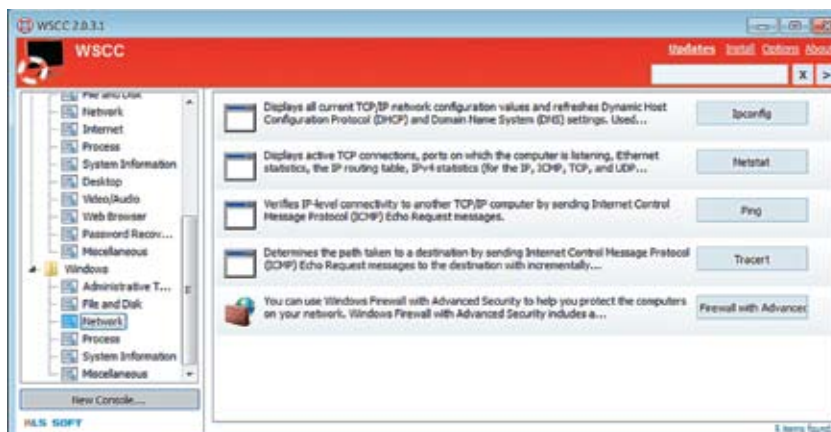 WSCC 2.0.3.1
WSCC
Updates Install Options About
X >
File and Disk
Network
Internet
Process
System Information
Desktop
Video/Audio
Web Browser
Password Recov...
Miscellaneous
Windows
Administrative T...
File and Disk
Network
Process
System Information
Miscellaneous
New Console...
WLS SOFT
Displays all current TCP/IP network configuration values and refreshes Dynamic Host
Configuration Protocol (DHCP) and Domain Name System (DNS) settings. Used...
Ipconfig
Displays active TCP connections, ports on which the computer is listening, Ethernet
statistics, the IP routing table, IPv4 statistics (for the IP, ICMP, TCP, and UDP...
Netstat
Verifies IP-level connectivity to another TCP/IP computer by sending Internet Control
Message Protocol (ICMP) Echo Request messages.
Ping
Determines the path taken to a destination by sending Internet Control Message Protocol
(ICMP) Echo Request messages to the destination with incrementally...
Tracert
You can use Windows Firewall with Advanced Security to help you protect the computers
on your network. Windows Firewall with Advanced Security includes a...
Firewall with Advanced
5 items found